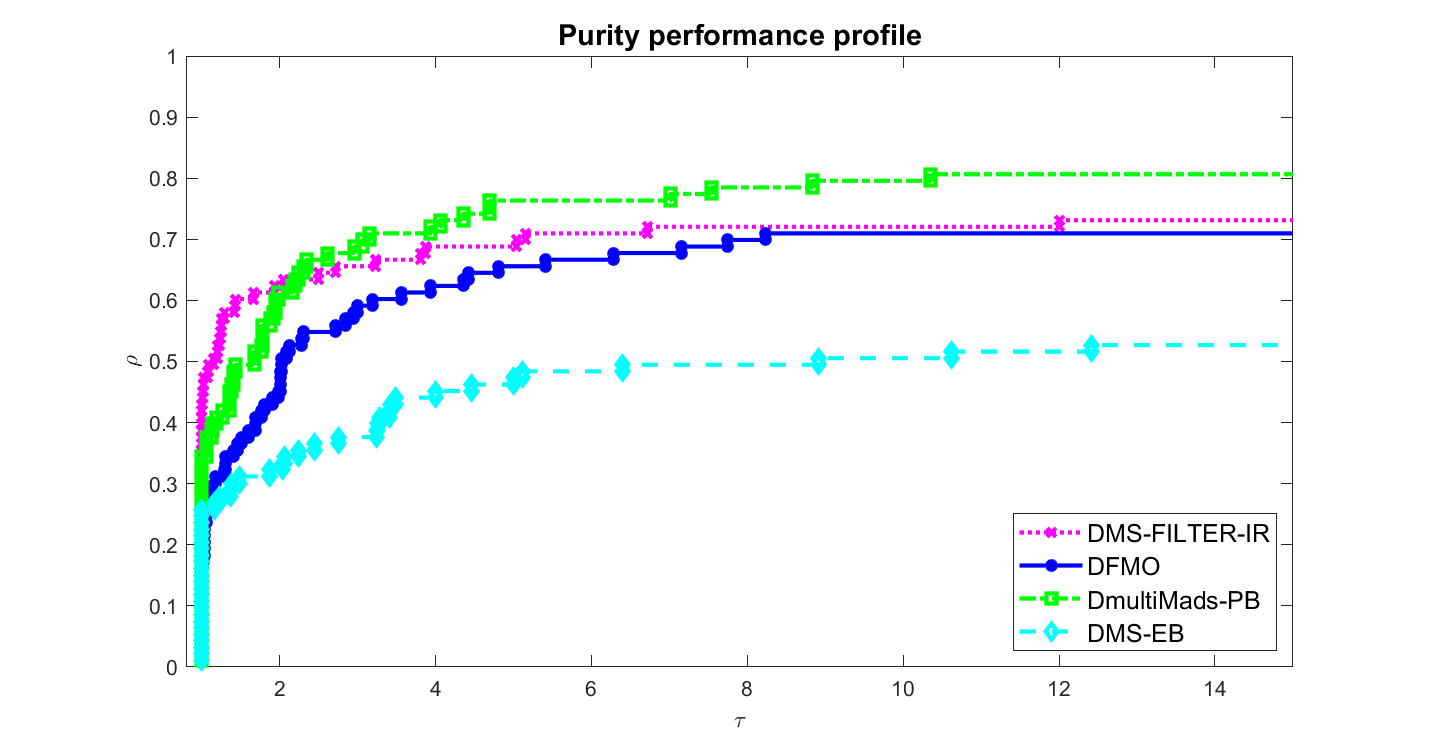 Purity performance profile
1
0.9
0.8
0.7
0.6
0.5
0.4
0.3
0.2
0.1
0
ρ
2
4
6
8
10
12
14
τ
DMS-FILTER-IR
DFMO
DmultiMads-PB
DMS-EB